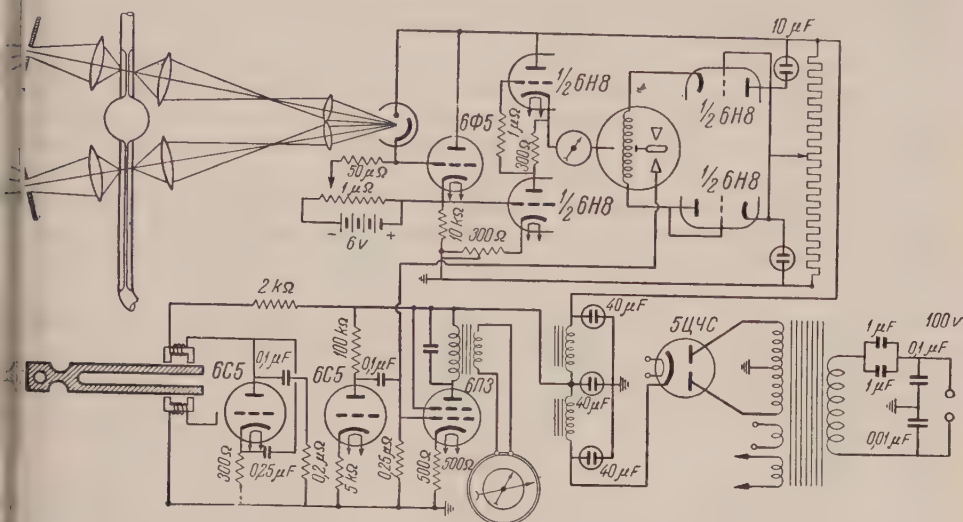 10 μF
½ 6Н8
½ 6Н8
1 μΩ
300 Ω
6Ф5
50 μΩ
1 μΩ
6 v
- +
10 kΩ
300 Ω
½ 6Н8
½ 6Н8
2 kΩ
6С5
0,1 μF
300 Ω
0,25 μF
0,2 μΩ
100 kΩ
6С5
0,1 μF
5 kΩ
0,25 μΩ
6П3
500 Ω
500 Ω
40 μF
40 μF
40 μF
5Ц4С
1 μF
1 μF
100 v
0,1 μF
0,01 μF